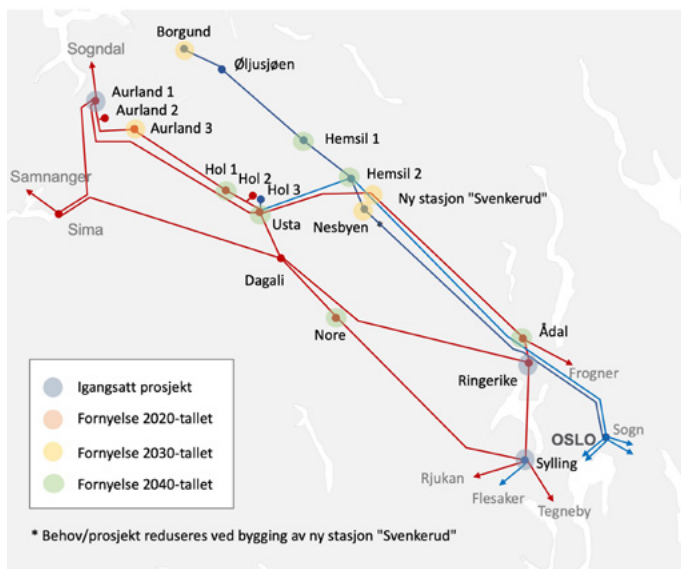 Borgund
Øljusjøen
Sogndal
Aurland 1
Aurland 2
Aurland 3
Hemsil 1
Hemsil 2
Hol 1
Hol 2
Hol 3
Samnanger
Sima
Usta
Ny stasjon "Svenkerud"
Nesbyen
Dagali
Nore
Ådal
Ringerike
Frogner
Sogn
OSLO
Sylling
Rjukan
Flesaker
Tegneby
Igangsatt prosjekt
Fornyelse 2020-tallet
Fornyelse 2030-tallet
Fornyelse 2040-tallet
* Behov/prosjekt reduseres ved bygging av ny stasjon "Svenkerud"